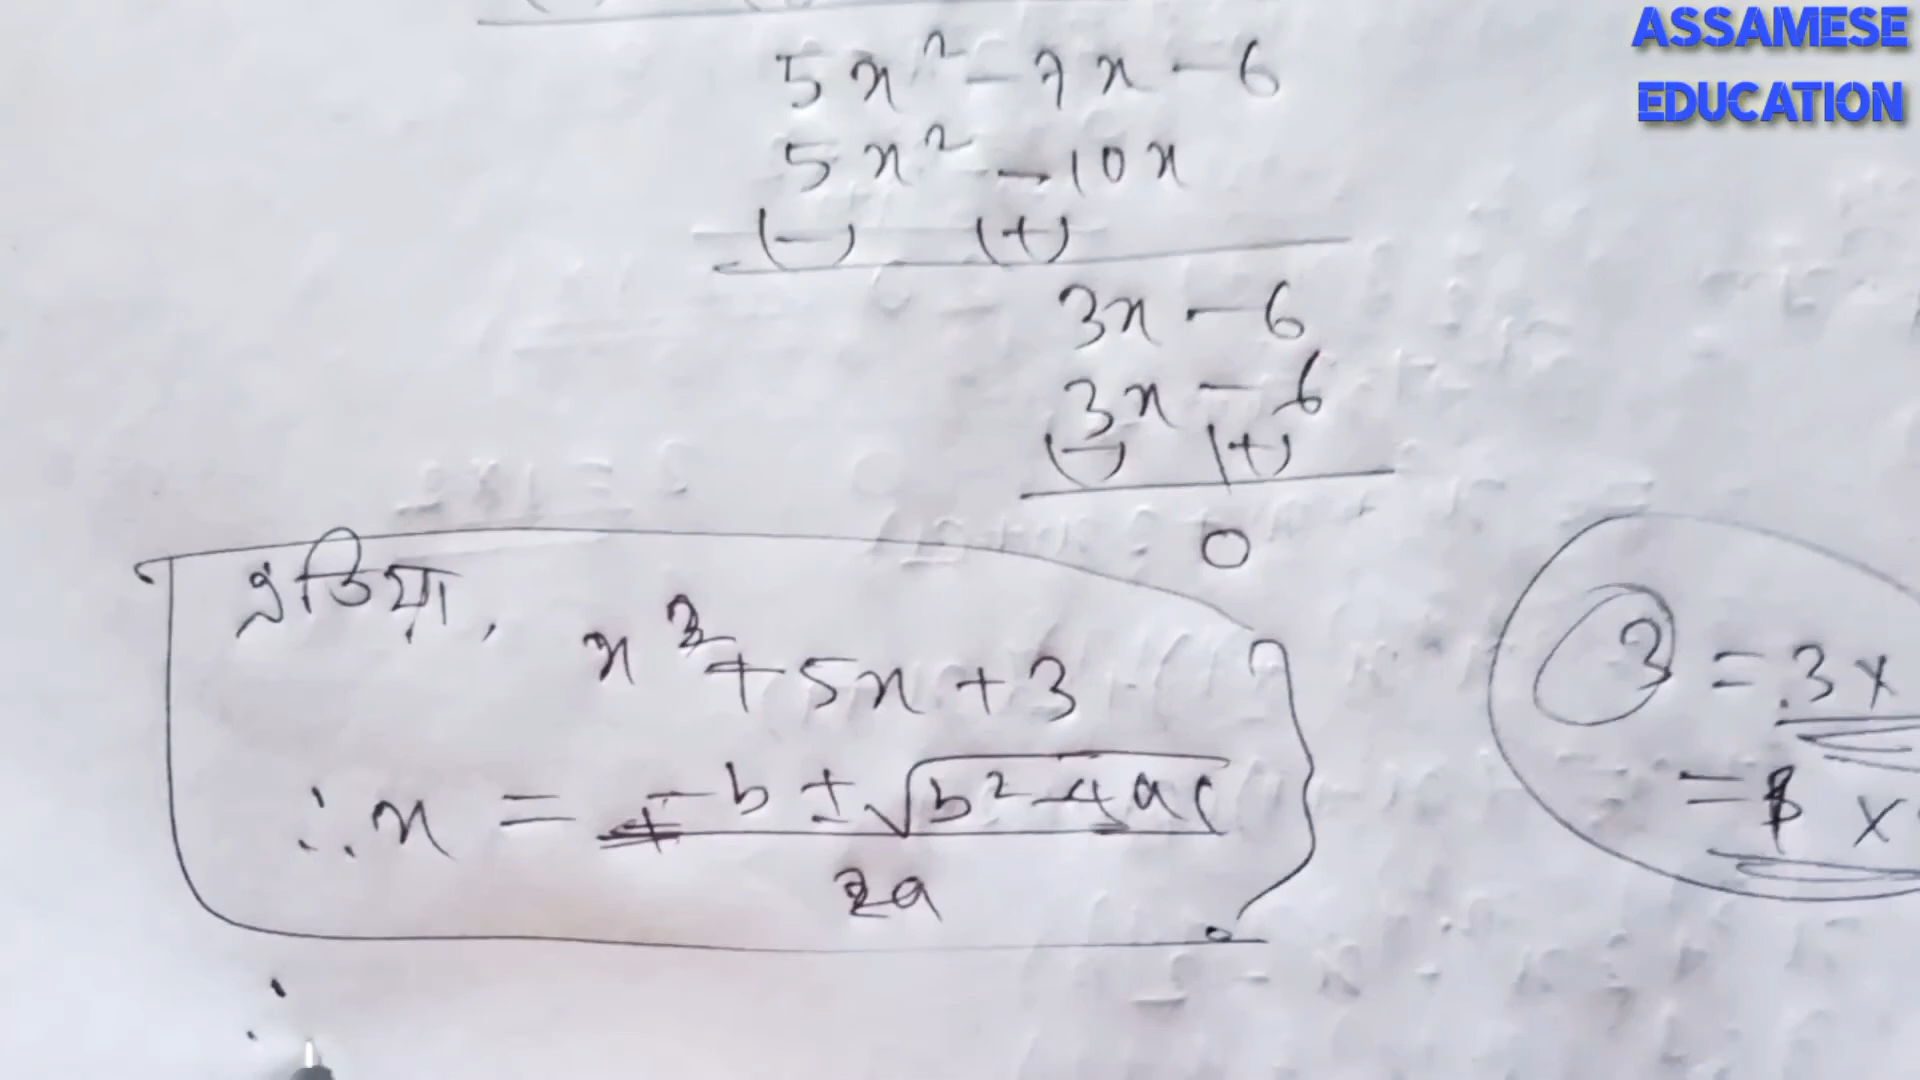 ASSAMESE
EDUCATION
5x² - 7x - 6
5x² - 10x
(-) (+)
3x - 6
3x - 6
(-) (+)
0
এতিয়া,
x² + 5x + 3
∴ x = -b ± √b² - 4ac
2a
3 = 3 ×
= ×